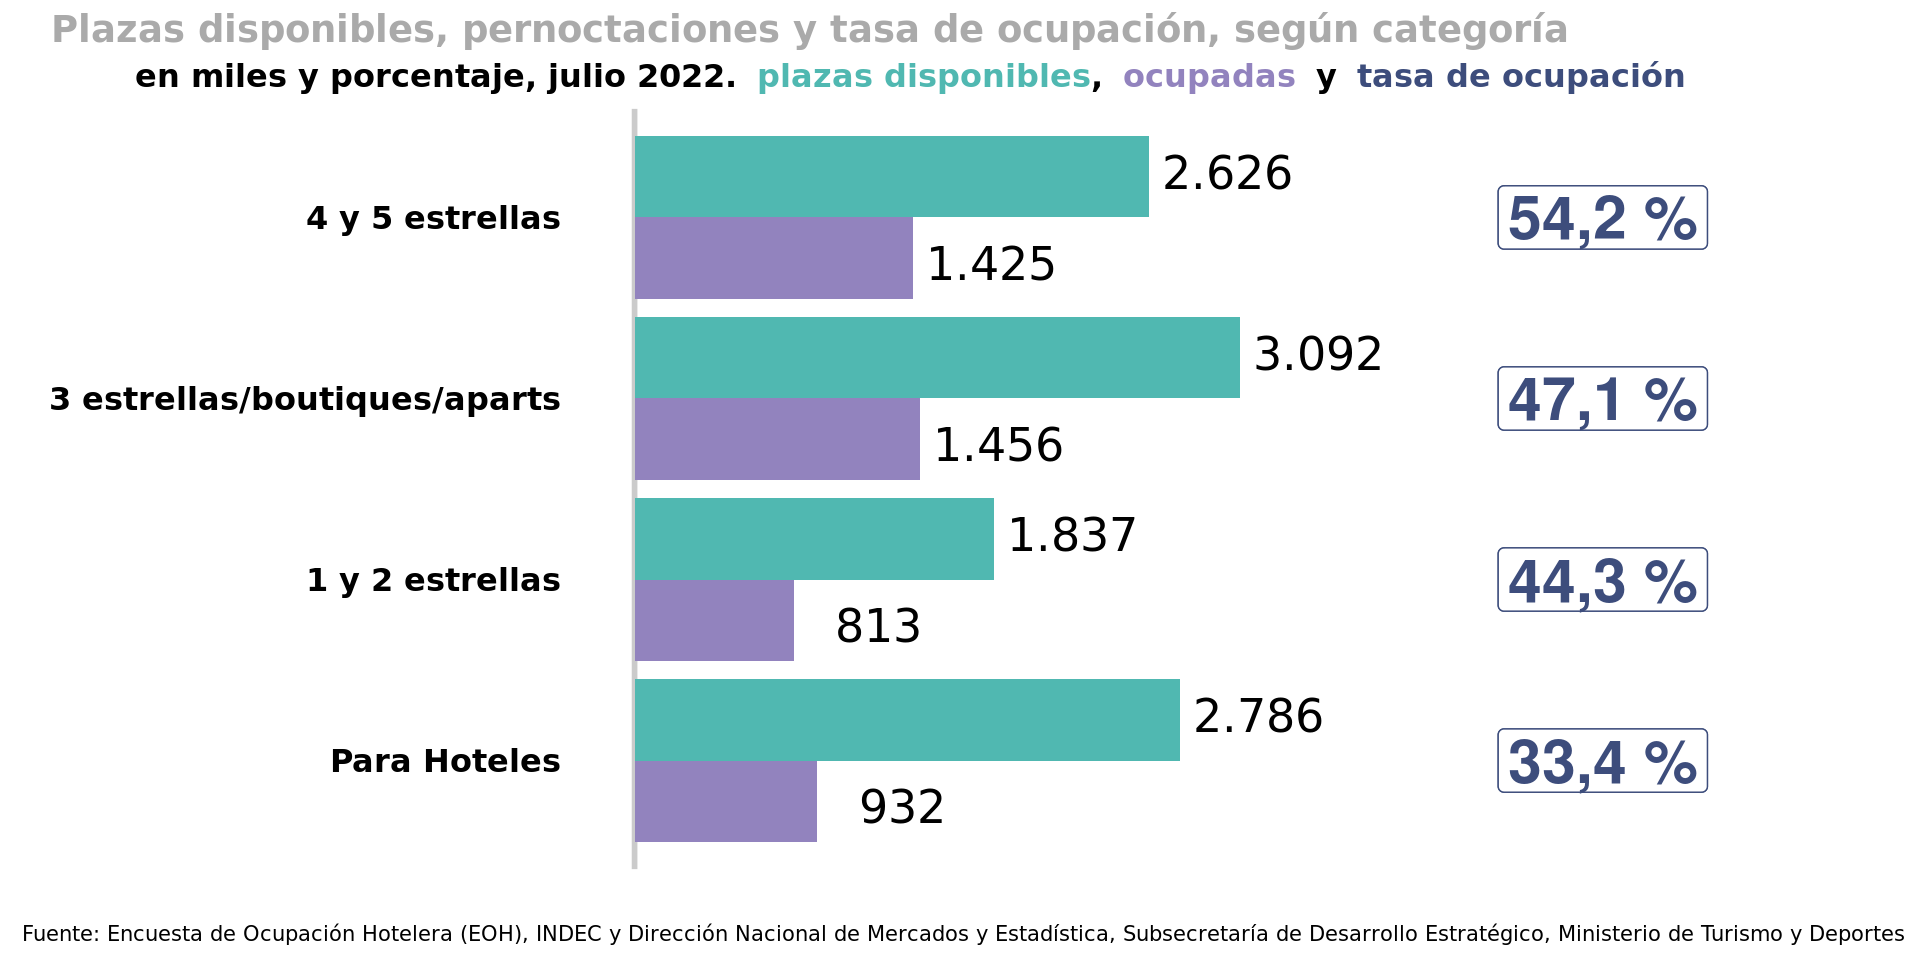 Plazas disponibles, pernoctaciones y tasa de ocupación, según categoría
en miles y porcentaje, julio 2022. plazas disponibles, ocupadas y tasa de ocupación
4 y 5 estrellas
2.626
1.425
54,2 %
3 estrellas/boutiques/aparts
3.092
1.456
47,1 %
1 y 2 estrellas
1.837
813
44,3 %
Para Hoteles
2.786
932
33,4 %
Fuente: Encuesta de Ocupación Hotelera (EOH), INDEC y Dirección Nacional de Mercados y Estadística, Subsecretaría de Desarrollo Estratégico, Ministerio de Turismo y Deportes